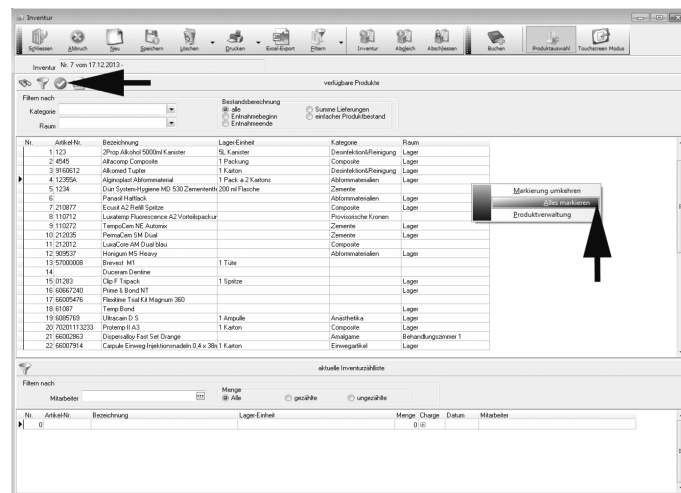 Inventur
Schliessen Abbruch Neu Speichern Löschen Drucken Excel-Export Filtern Inventur Abgleich Abschliessen Buchen Produktauswahl Touchscreen Modus
Inventur Nr. 7 vom 17.12.2013 -
verfügbare Produkte
Filtern nach
Kategorie
Raum
Bestandsberechnung
alle
Entnahmebeginn
Entnahmeende
Summe Lieferungen
einfacher Produktbestand
Nr. Artikel-Nr. Bezeichnung Lager-Einheit Kategorie Raum
1 123 2Prop Alkohol 5000ml Kanister 5L Kanister Desinfektion&Reinigung Lager
2 4545 Alfacomp Composite 1 Packung Composite Lager
3 9160612 Alkomed Tupfer 1 Karton Desinfektion&Reinigung Lager
4 12355A Alginoplast Abformmaterial 1 Pack a 2 Kartons Abformmaterialien Lager
5 1234 Dürr System-Hygiene MD 530 Zemententfe 200 ml Flasche Zemente Lager
6 Panasil Haftlack Abformmaterialien Lager
7 210877 Ecusit A2 Refill Spritze Composite Lager
8 110712 Luxatemp Fluorescence A2 Vorteilspackur Provisorische Kronen
9 110272 TempoCem NE Automix Zemente Lager
10 212035 PermaCem SM Dual Zemente Lager
11 212012 LuxaCore AM Dual blau Composite
12 909537 Honigum MS Heavy Abformmaterialien Lager
13 57000008 Brevest M1 1 Tüte
14 Duceram Dentine
15 01283 Clip F Tripack 1 Spritze Lager
16 60667240 Prime & Bond NT Lager
17 66005476 Flexitime Trial Kit Magnum 360
18 61087 Temp Bond Lager
19 6085769 Ultracain D S 1 Ampulle Anästhetika Lager
20 70201113233 Protemp II A3 1 Karton Composite Lager
21 66002863 Dispersalloy Fast Set Orange Amalgame Behandlungszimmer 1
22 66007914 Carpule Einweg-Injektionsnadeln 0,4 x 38n 1 Karton Einwegartikel Lager
Markierung umkehren
Alles markieren
Produktverwaltung
aktuelle Inventurzählliste
Filtern nach
Mitarbeiter
Menge
Alle gezählte ungezählte
Nr. Artikel-Nr. Bezeichnung Lager-Einheit Menge Charge Datum Mitarbeiter
0 0